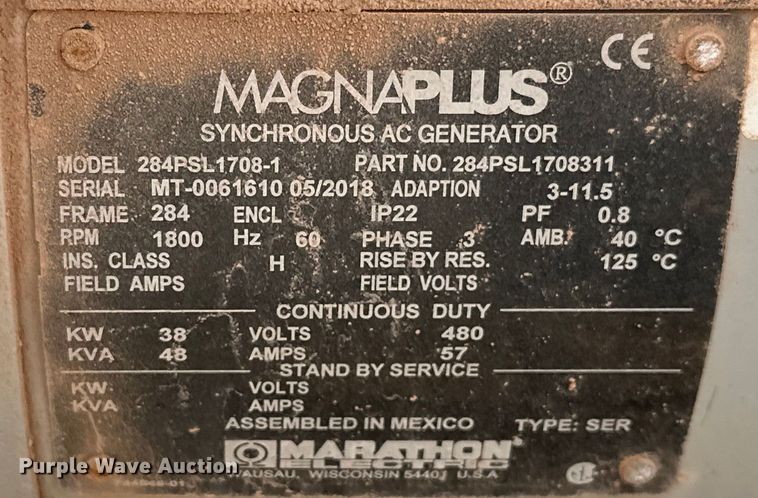 CE
MAGNAPLUS®
SYNCHRONOUS AC GENERATOR
MODEL 284PSL1708-1 PART NO. 284PSL1708311
SERIAL MT-0061610 05/2018 ADAPTION 3-11.5
FRAME 284 ENCL IP22 PF 0.8
RPM 1800 Hz 60 PHASE 3 AMB. 40 °C
INS. CLASS H RISE BY RES. 125 °C
FIELD AMPS FIELD VOLTS
CONTINUOUS DUTY
KW 38 VOLTS 480
KVA 48 AMPS 57
STAND BY SERVICE
KW VOLTS
KVA AMPS
ASSEMBLED IN MEXICO TYPE: SER
MARATHON
ELECTRIC
WAUSAU, WISCONSIN 54401 U.S.A
Purple Wave Auction